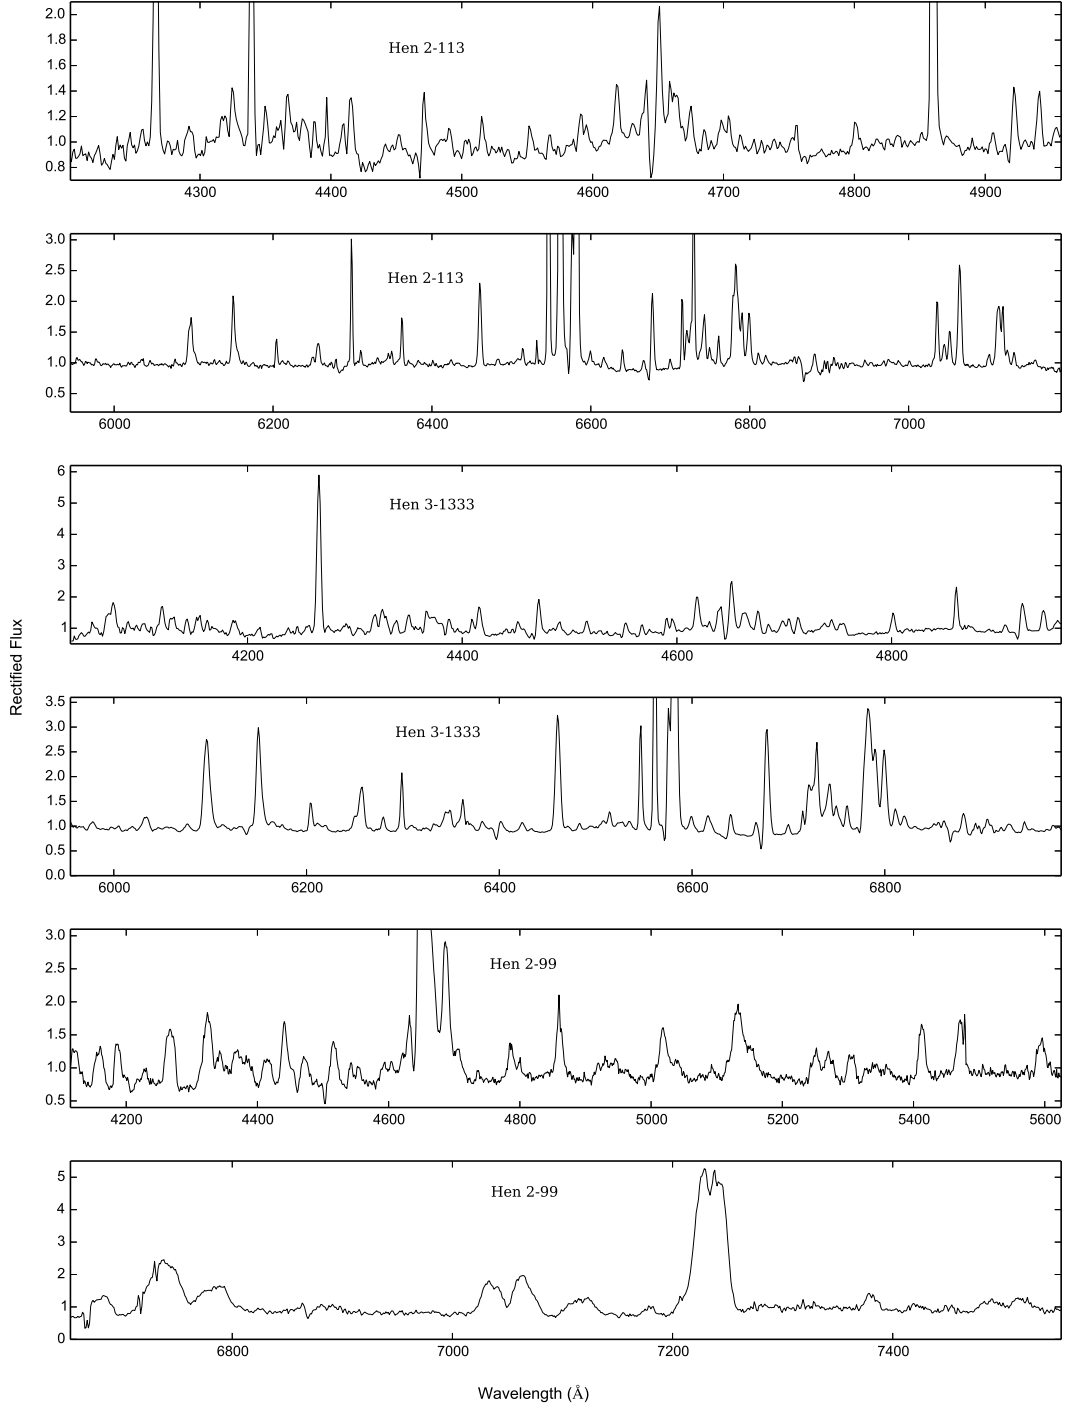 2.0
1.8
1.6
1.4
1.2
1.0
0.8
Hen 2-113
4300 4400 4500 4600 4700 4800 4900
3.0
2.5
2.0
1.5
1.0
0.5
Hen 2-113
6000 6200 6400 6600 6800 7000
6
5
4
3
2
1
Hen 3-1333
4200 4400 4600 4800
Rectified Flux
3.5
3.0
2.5
2.0
1.5
1.0
0.5
0.0
Hen 3-1333
6000 6200 6400 6600 6800
3.0
2.5
2.0
1.5
1.0
0.5
Hen 2-99
4200 4400 4600 4800 5000 5200 5400 5600
5
4
3
2
1
0
Hen 2-99
6800 7000 7200 7400
Wavelength (Å)